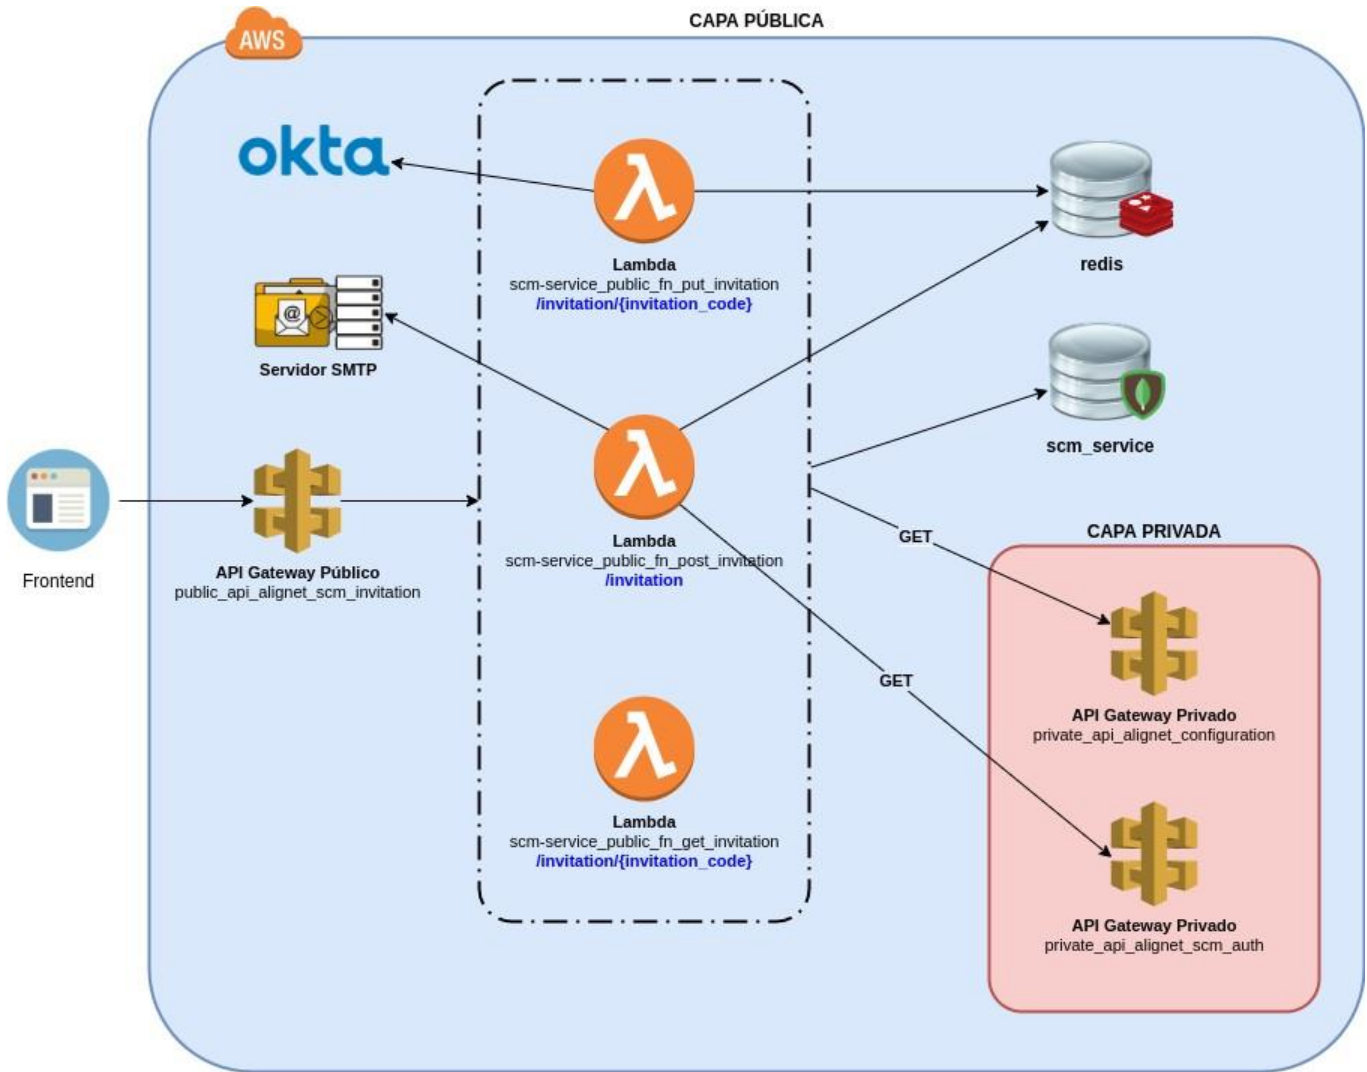 CAPA PÚBLICA
AWS
okta
Lambda
scm-service_public_fn_put_invitation
/invitation/{invitation_code}
redis
Servidor SMTP
@
scm_service
Frontend
API Gateway Público
public_api_alignet_scm_invitation
Lambda
scm-service_public_fn_post_invitation
/invitation
GET
CAPA PRIVADA
GET
API Gateway Privado
private_api_alignet_configuration
Lambda
scm-service_public_fn_get_invitation
/invitation/{invitation_code}
API Gateway Privado
private_api_alignet_scm_auth